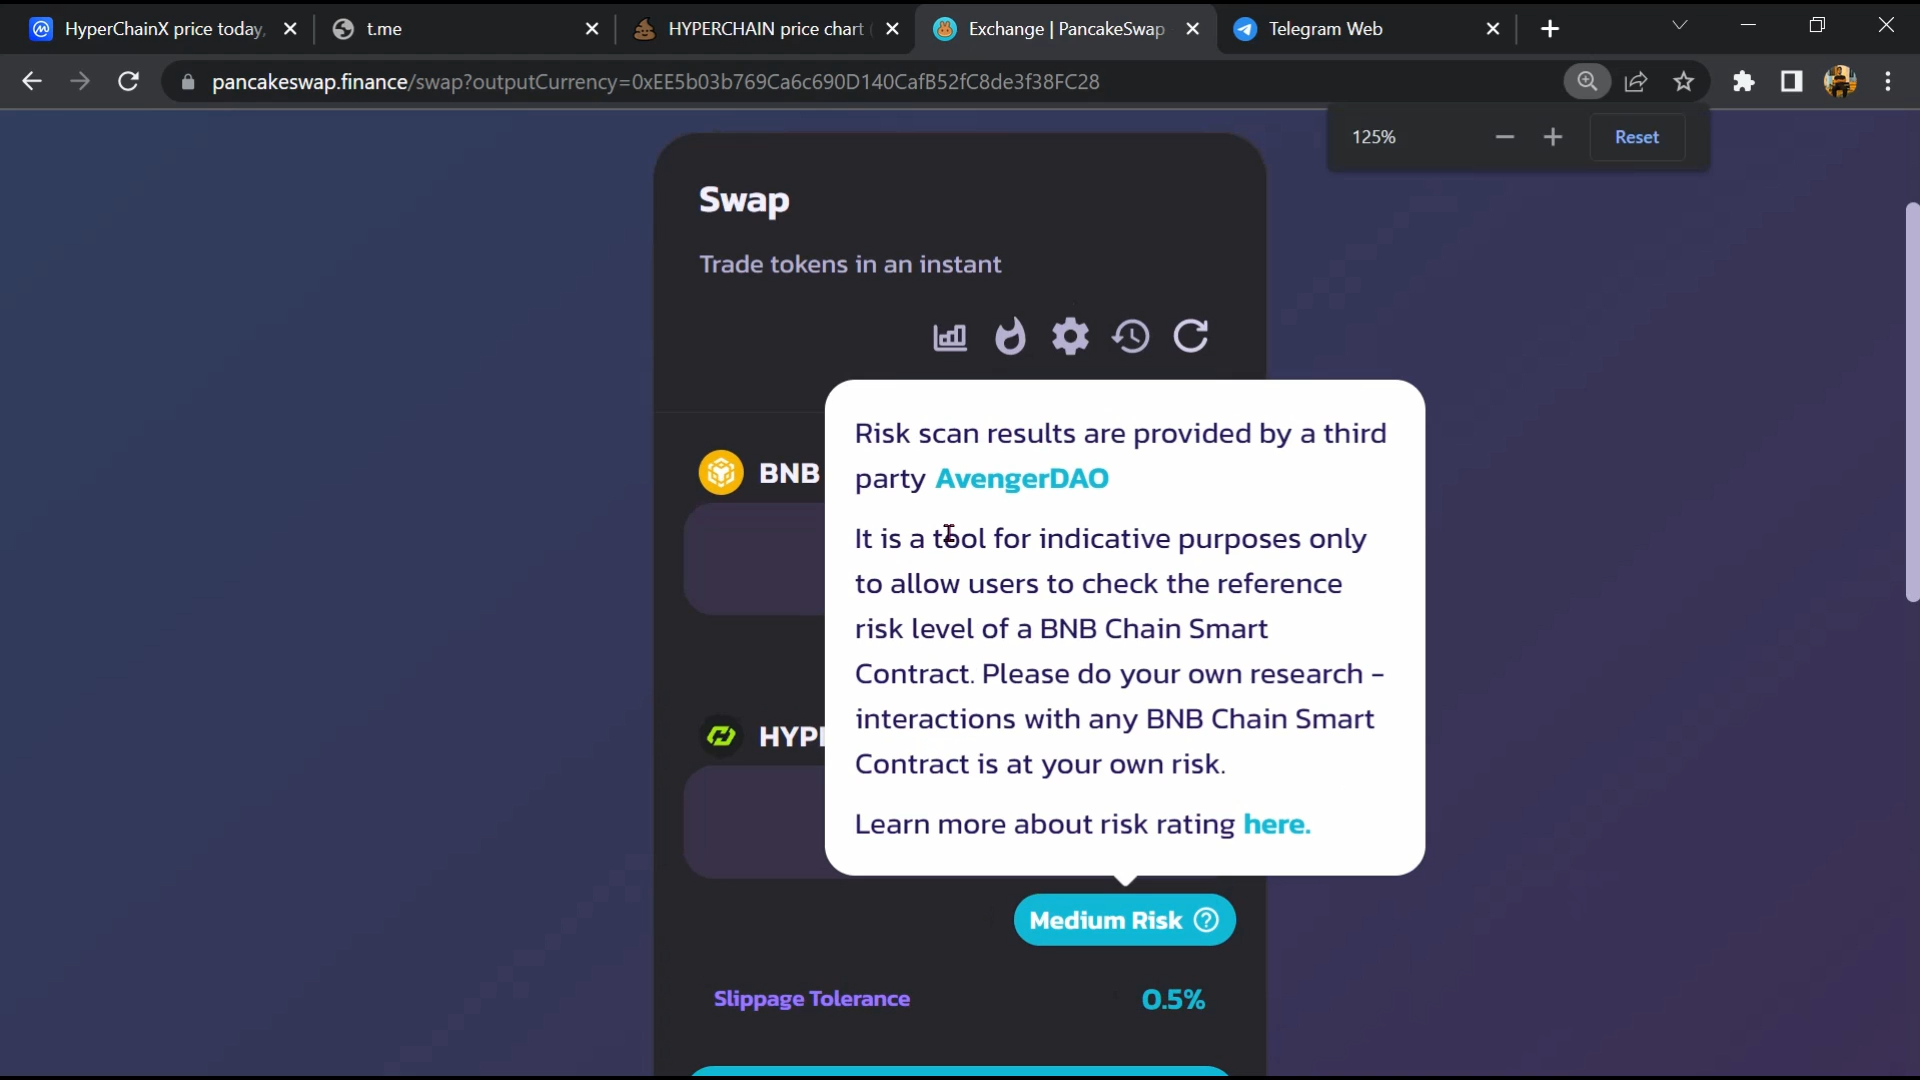 HyperChainX price today,
t.me
HYPERCHAIN price chart (
Exchange | PancakeSwap
Telegram Web
pancakeswap.finance/swap?outputCurrency=0xEE5b03b769Ca6c690D140CafB52fC8de3f38FC28
125%
Reset
Swap
Trade tokens in an instant
Risk scan results are provided by a third
party AvengerDAO
BNB
It is a tool for indicative purposes only
to allow users to check the reference
risk level of a BNB Chain Smart
Contract. Please do your own research -
HYPE
interactions with any BNB Chain Smart
Contract is at your own risk.
Learn more about risk rating here.
Medium Risk ?
Slippage Tolerance
0.5%